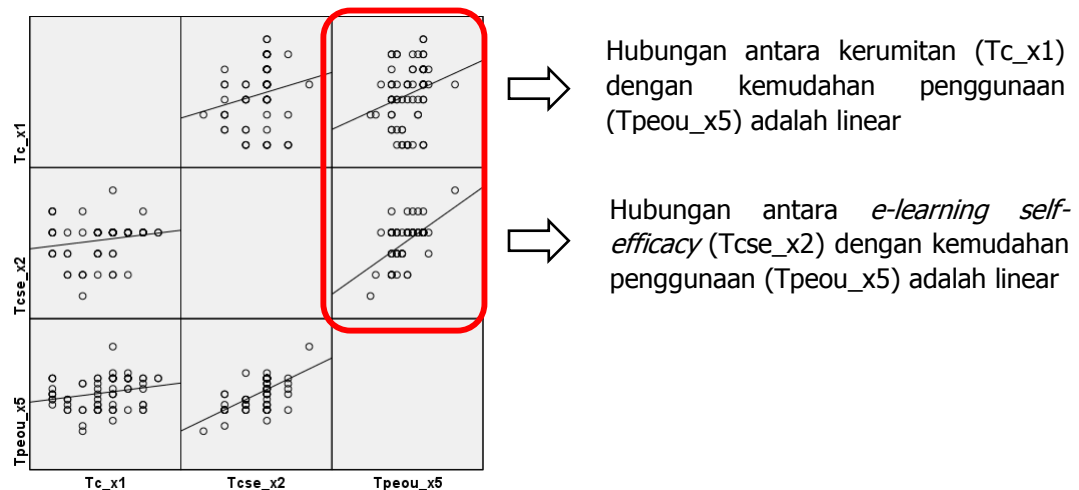 Tc_x1
Tcse_x2
Tpeou_x5
Tc_x1
Tcse_x2
Tpeou_x5
Hubungan antara kerumitan (Tc_x1)
dengan kemudahan penggunaan
(Tpeou_x5) adalah linear
Hubungan antara e-learning self-
efficacy (Tcse_x2) dengan kemudahan
penggunaan (Tpeou_x5) adalah linear